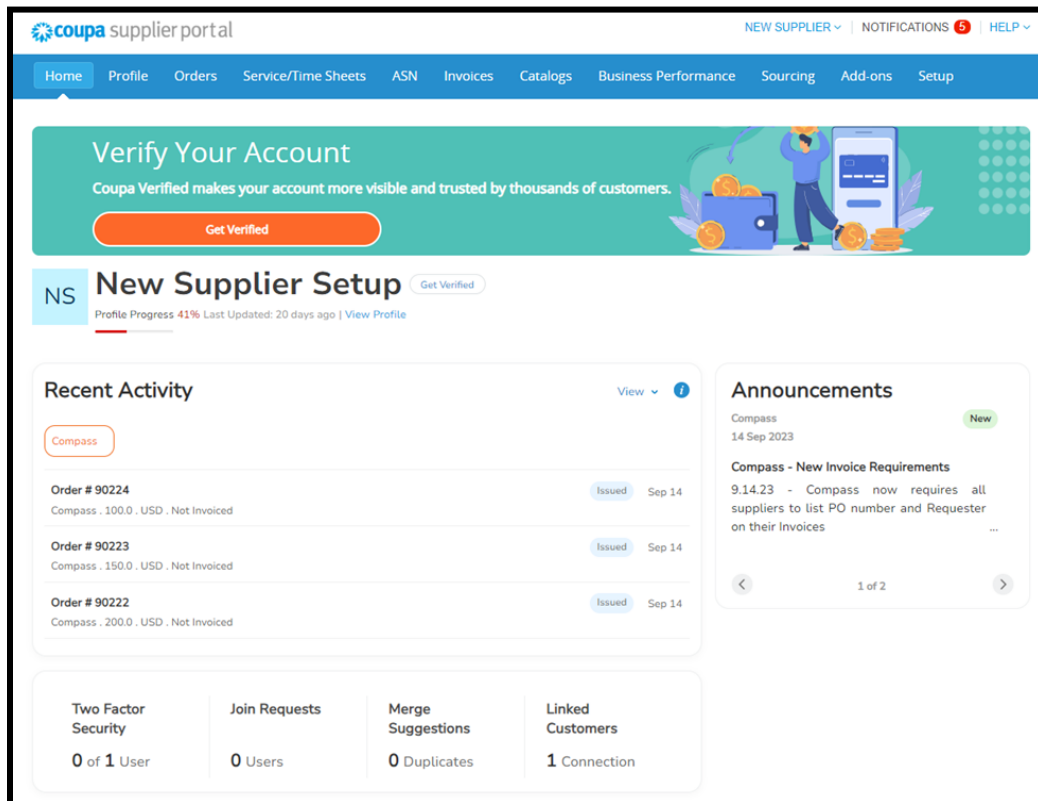 coupa supplier portal
NEW SUPPLIER NOTIFICATIONS 5 HELP
Home Profile Orders Service/Time Sheets ASN Invoices Catalogs Business Performance Sourcing Add-ons Setup
Verify Your Account
Coupa Verified makes your account more visible and trusted by thousands of customers.
Get Verified
NS
New Supplier Setup Get Verified
Profile Progress 41% Last Updated: 20 days ago | View Profile
Recent Activity View i
Compass
Order # 90224 Issued Sep 14
Compass . 100.0 . USD . Not Invoiced
Order # 90223 Issued Sep 14
Compass . 150.0 . USD . Not Invoiced
Order # 90222 Issued Sep 14
Compass . 200.0 . USD . Not Invoiced
Announcements
Compass New
14 Sep 2023
Compass - New Invoice Requirements
9.14.23 - Compass now requires all
suppliers to list PO number and Requester
on their Invoices ...
1 of 2
Two Factor
Security
0 of 1 User
Join Requests
0 Users
Merge
Suggestions
0 Duplicates
Linked
Customers
1 Connection